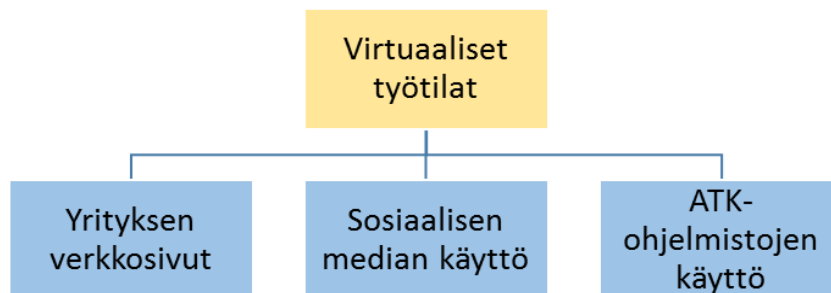 Virtuaaliset
työtilat
Yrityksen
verkkosivut
Sosiaalisen
median käyttö
ATK-
ohjelmistojen
käyttö